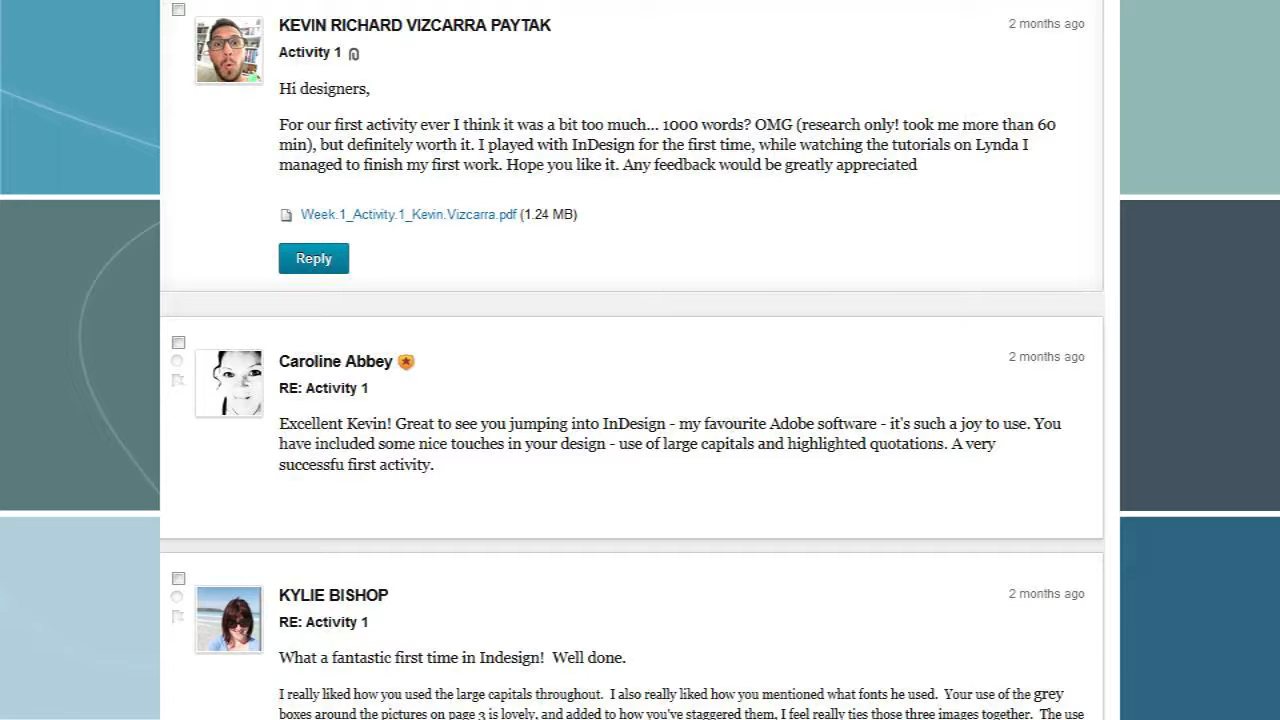 KEVIN RICHARD VIZCARRA PAYTAK
2 months ago
Activity 1
Hi designers,
For our first activity ever I think it was a bit too much... 1000 words? OMG (research only! took me more than 60
min), but definitely worth it. I played with InDesign for the first time, while watching the tutorials on Lynda I
managed to finish my first work. Hope you like it. Any feedback would be greatly appreciated
Week.1_Activity.1_Kevin.Vizcarra.pdf (1.24 MB)
Reply
Caroline Abbey
2 months ago
RE: Activity 1
Excellent Kevin! Great to see you jumping into InDesign - my favourite Adobe software - it's such a joy to use. You
have included some nice touches in your design - use of large capitals and highlighted quotations. A very
successfu first activity.
KYLIE BISHOP
2 months ago
RE: Activity 1
What a fantastic first time in Indesign!  Well done.
I really liked how you used the large capitals throughout.  I also really liked how you mentioned what fonts he used.  Your use of the grey
boxes around the pictures on page 3 is lovely, and added to how you've staggered them, I feel really ties those three images together.  The use